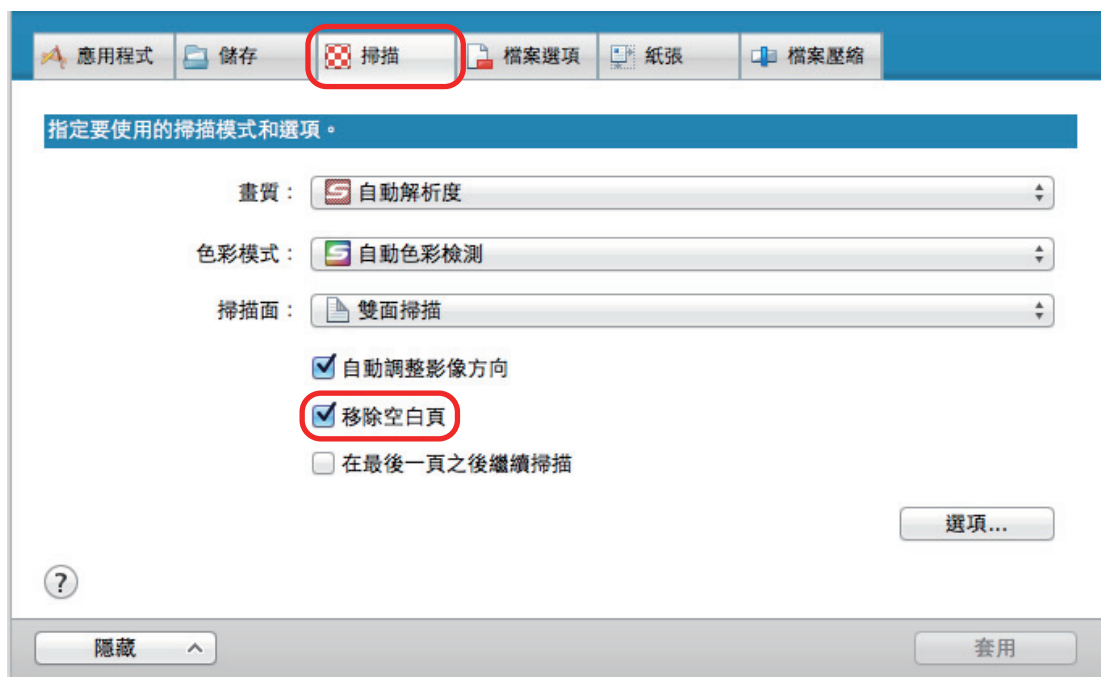 應用程式 儲存 掃描 檔案選項 紙張 檔案壓縮
指定要使用的掃描模式和選項。
畫質： 自動解析度
色彩模式： 自動色彩檢測
掃描面： 雙面掃描
自動調整影像方向
移除空白頁
在最後一頁之後繼續掃描
選項...
?
隱藏 套用